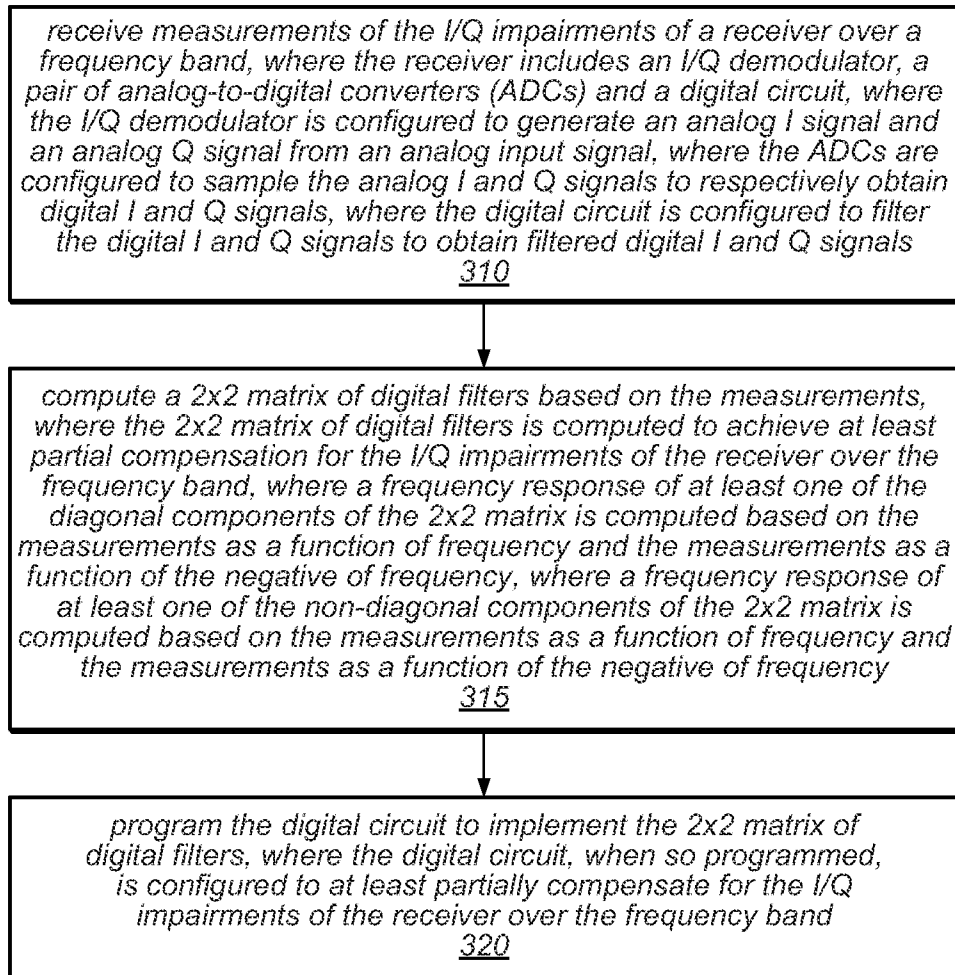 receive measurements of the I/Q impairments of a receiver over a
frequency band, where the receiver includes an I/Q demodulator, a
pair of analog-to-digital converters (ADCs) and a digital circuit, where
the I/Q demodulator is configured to generate an analog I signal and
an analog Q signal from an analog input signal, where the ADCs are
configured to sample the analog I and Q signals to respectively obtain
digital I and Q signals, where the digital circuit is configured to filter
the digital I and Q signals to obtain filtered digital I and Q signals
310
compute a 2x2 matrix of digital filters based on the measurements,
where the 2x2 matrix of digital filters is computed to achieve at least
partial compensation for the I/Q impairments of the receiver over the
frequency band, where a frequency response of at least one of the
diagonal components of the 2x2 matrix is computed based on the
measurements as a function of frequency and the measurements as a
function of the negative of frequency, where a frequency response of
at least one of the non-diagonal components of the 2x2 matrix is
computed based on the measurements as a function of frequency and
the measurements as a function of the negative of frequency
315
program the digital circuit to implement the 2x2 matrix of
digital filters, where the digital circuit, when so programmed,
is configured to at least partially compensate for the I/Q
impairments of the receiver over the frequency band
320